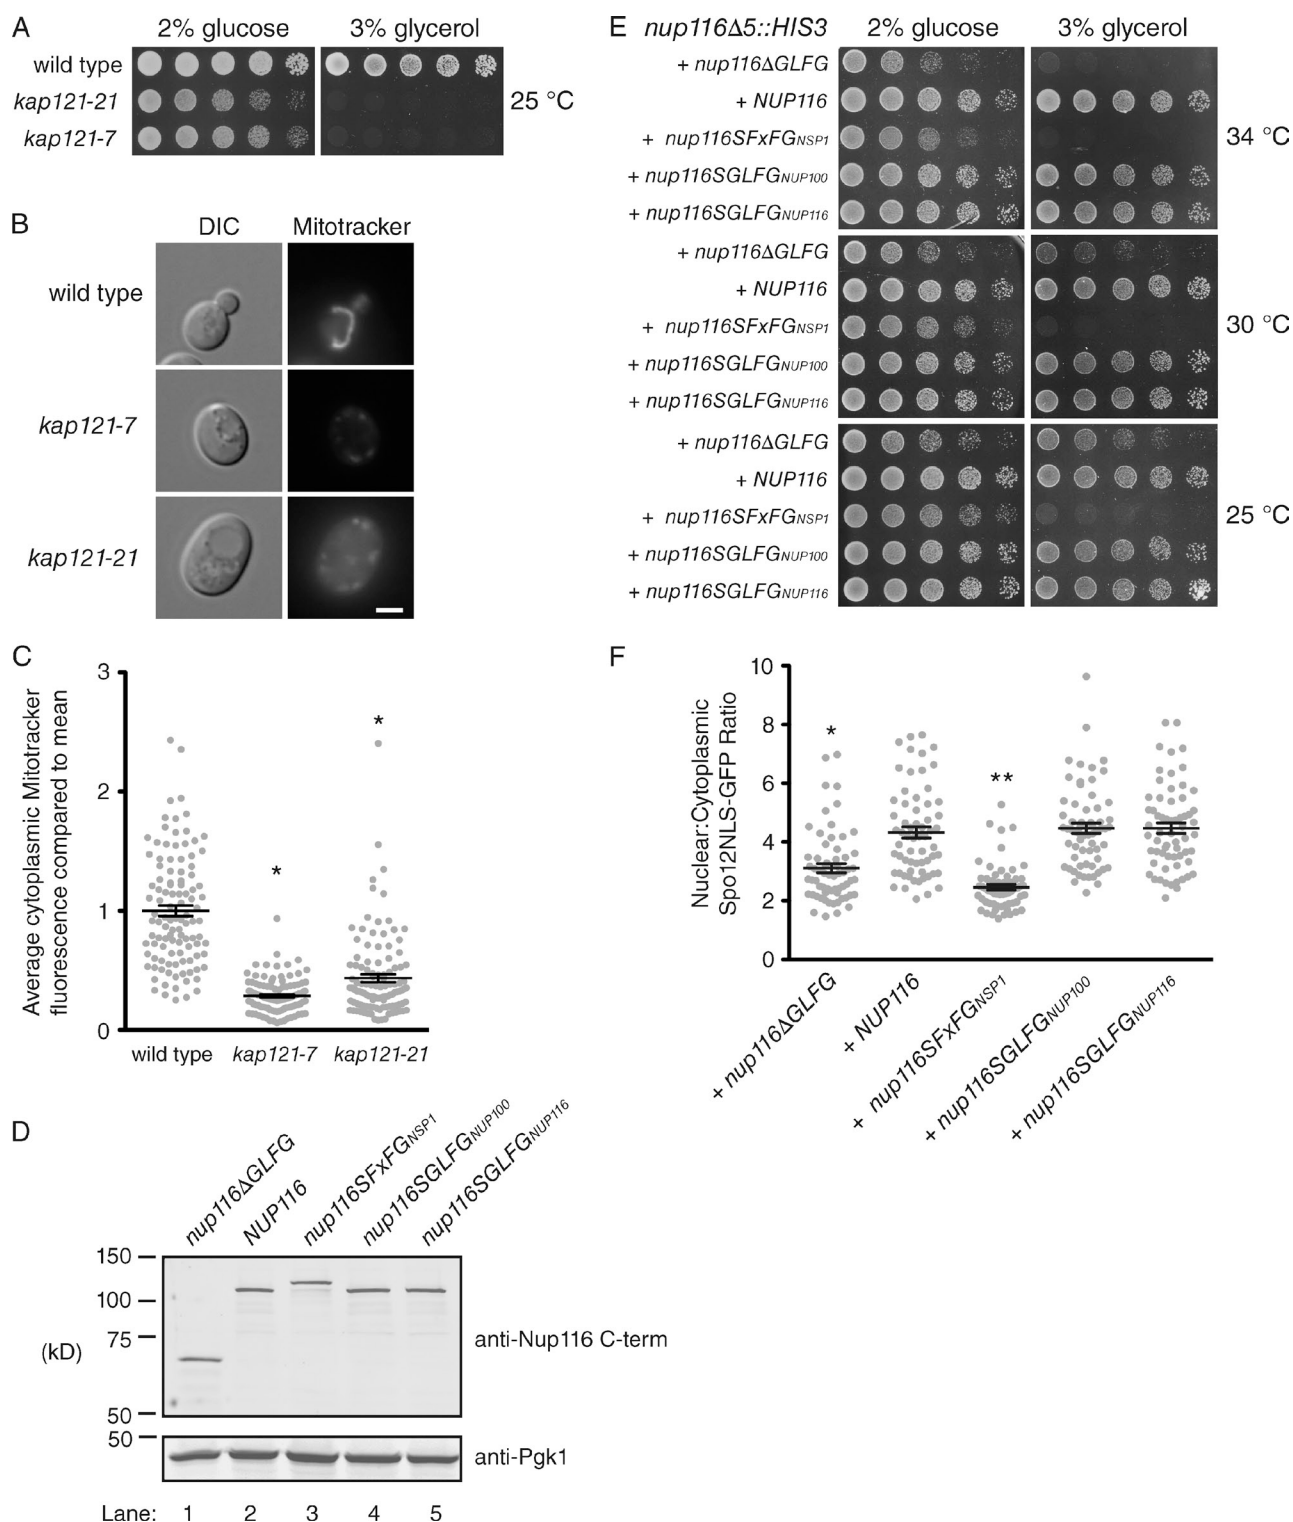 A
2% glucose 3% glycerol
wild type
kap121-21
25 °C
kap121-7
B
DIC Mitotracker
wild type
kap121-7
kap121-21
C
Average cytoplasmic Mitotracker
fluorescence compared to mean
3
2
1
0
*
*
wild type kap121-7 kap121-21
D
nup116ΔGLFG
NUP116
nup116SFxFGNSP1
nup116SGLFGNUP100
nup116SGLFGNUP116
150
100
75
(kD)
50
anti-Nup116 C-term
50
anti-Pgk1
Lane: 1 2 3 4 5
E
nup116Δ5::HIS3 2% glucose 3% glycerol
+ nup116ΔGLFG
+ NUP116
+ nup116SFxFGNSP1
34 °C
+ nup116SGLFGNUP100
+ nup116SGLFGNUP116
+ nup116ΔGLFG
+ NUP116
+ nup116SFxFGNSP1
30 °C
+ nup116SGLFGNUP100
+ nup116SGLFGNUP116
+ nup116ΔGLFG
+ NUP116
+ nup116SFxFGNSP1
25 °C
+ nup116SGLFGNUP100
+ nup116SGLFGNUP116
F
Nuclear:Cytoplasmic
Spo12NLS-GFP Ratio
10
8
6
4
2
0
*
**
+ nup116ΔGLFG
+ NUP116
+ nup116SFxFGNSP1
+ nup116SGLFGNUP100
+ nup116SGLFGNUP116